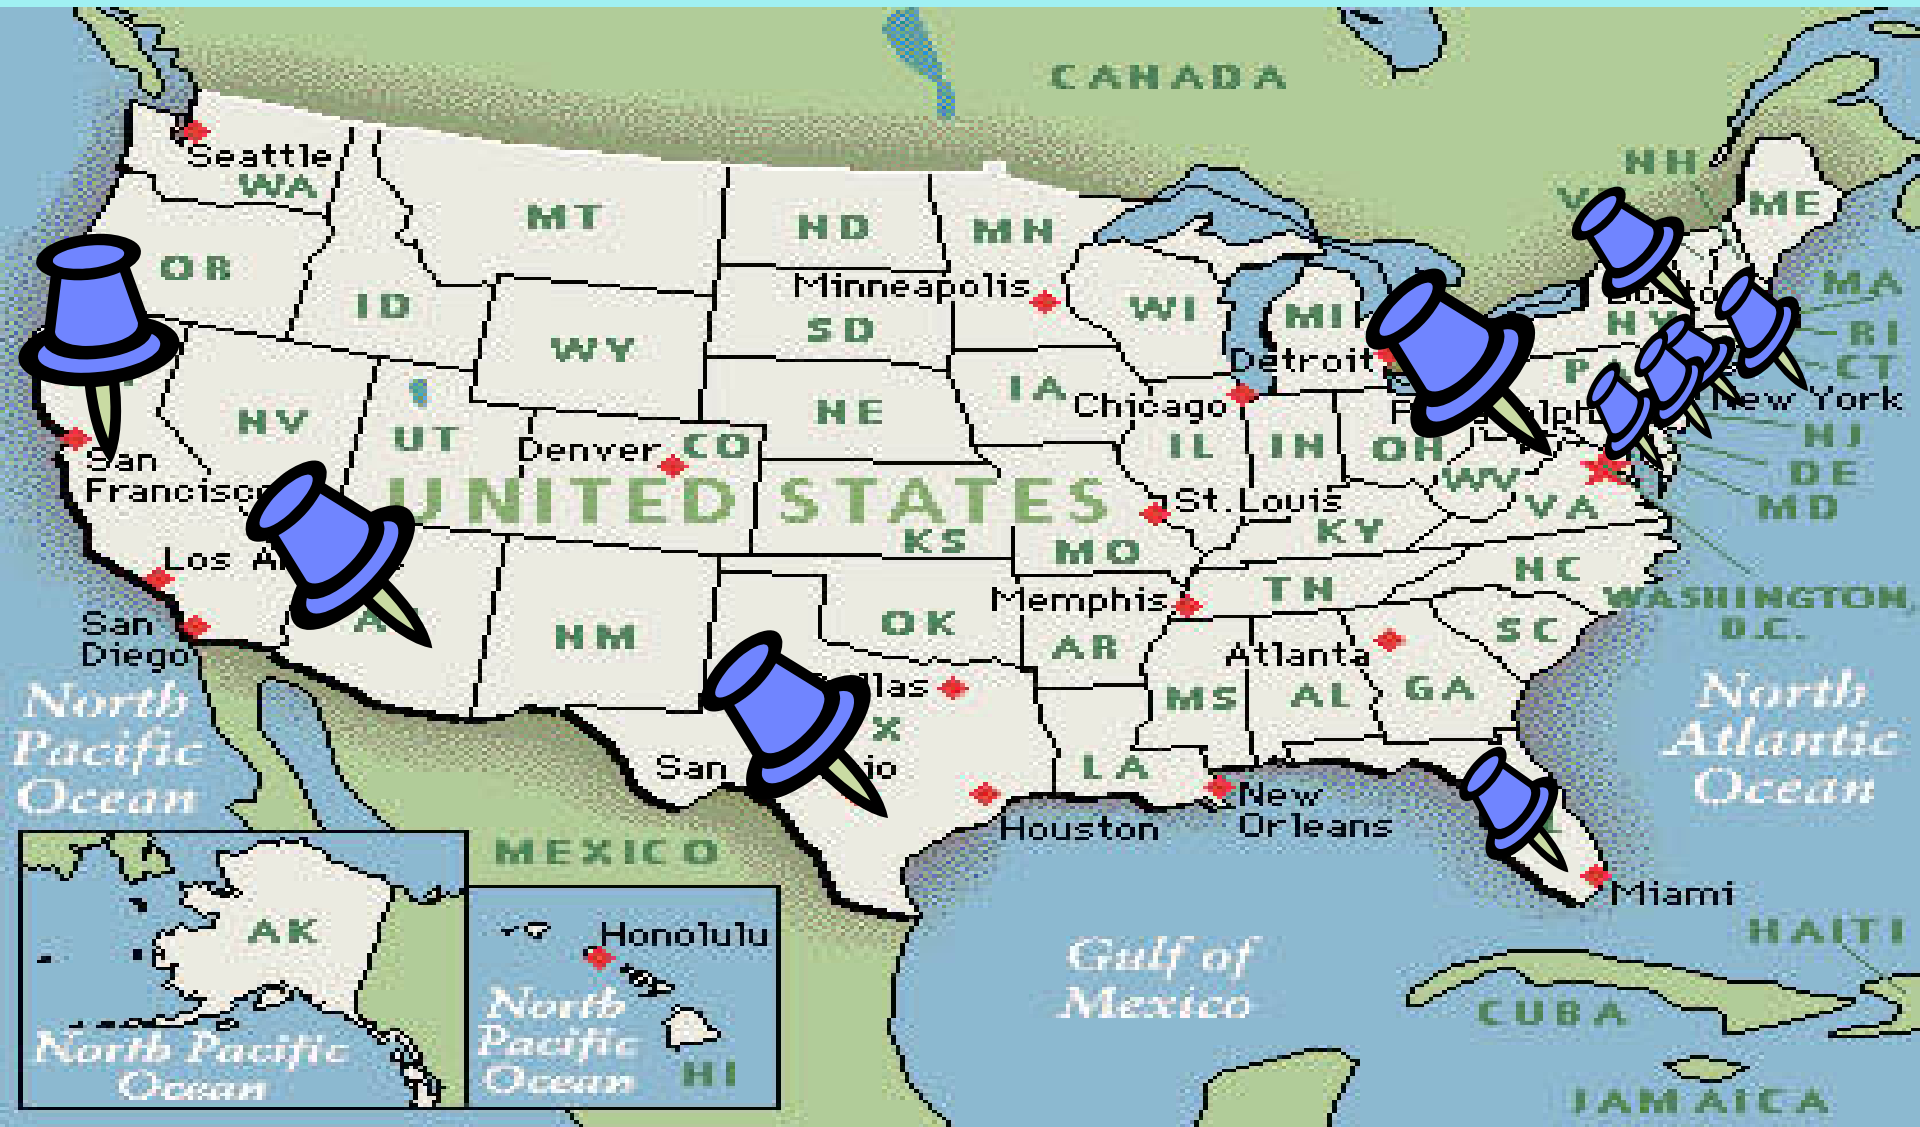 CANADA
NH
ME
Seattle
WA
MT
ND
MN
OR
ID
Minneapolis
WI
MI
MA
SD
NY
RI
WY
Detroit
CT
NV
UT
NE
IA
Chicago
New York
Denver
CO
IL
IN
OH
NJ
San
Francisco
WV
DE
UNITED STATES
St.Louis
VA
MD
KS
MO
KY
Los
NC
Memphis
TN
WASHINGTON,
D.C.
San
Diego
NM
OK
AR
Atlanta
SC
MS
AL
GA
North
Pacific
Ocean
North
Atlantic
Ocean
San
LA
New
Orleans
Houston
MEXICO
Miami
AK
Honolulu
HAITI
Gulf of
Mexico
North
Pacific
Ocean
CUBA
North Pacific
Ocean
HI
JAMAICA